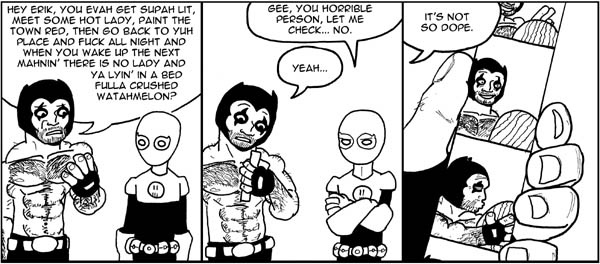 HEY ERIK, YOU EVAH GET SUPAH LIT,
MEET SOME HOT LADY, PAINT THE
TOWN RED, THEN GO BACK TO YUH
PLACE AND FUCK ALL NIGHT AND
WHEN YOU WAKE UP THE NEXT
MAHNIN' THERE IS NO LADY AND
YA LYIN' IN A BED
FULLA CRUSHED
WATAHMELON?
GEE, YOU HORRIBLE
PERSON, LET ME
CHECK... NO.
YEAH...
IT'S NOT
SO DOPE.